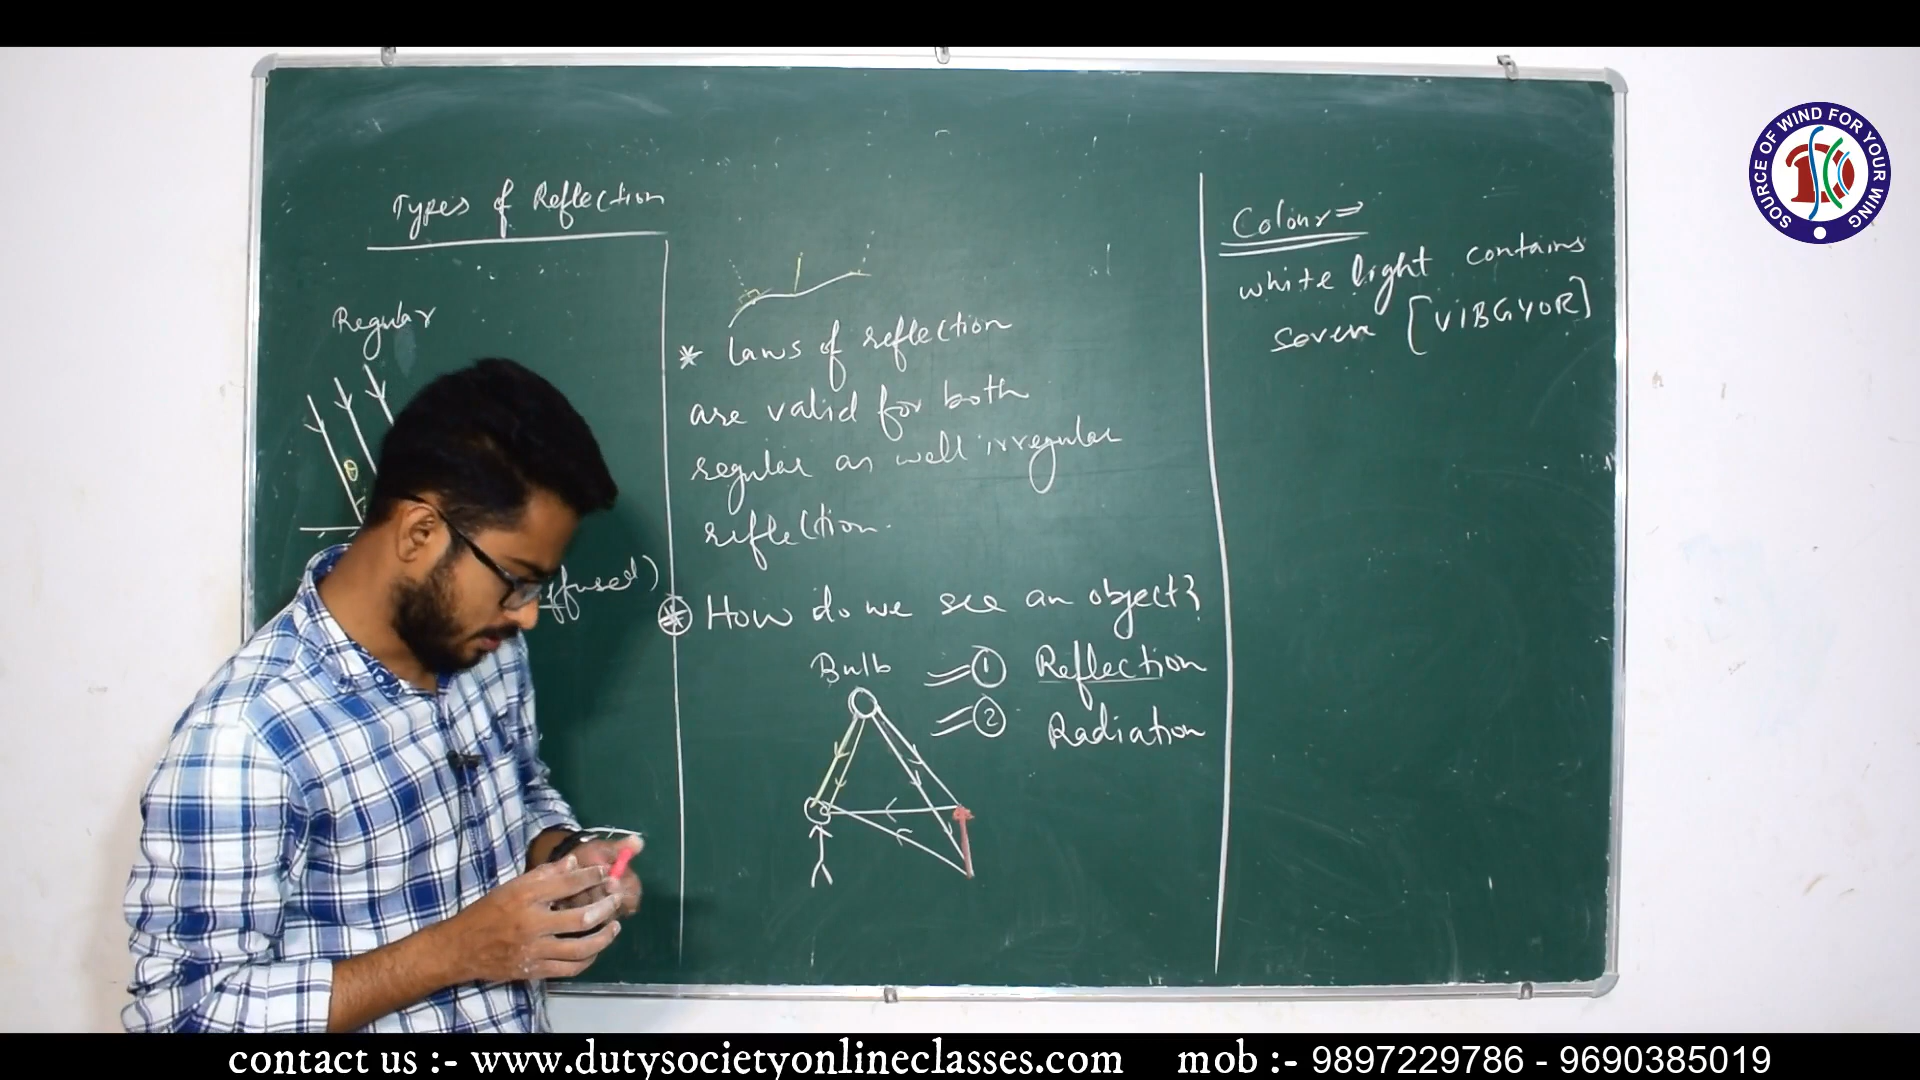 Types of Reflection
Regular
θ
ffused)
* Laws of reflection
are valid for both
regular as well irregular
reflection.
* How do we see an object?
Bulb
① Reflection
② Radiation
Colour ⇒
white light contains
seven [VIBGYOR]
SOURCE OF WIND FOR YOUR WING
contact us :- www.dutysocietyonlineclasses.com mob :- 9897229786 - 9690385019